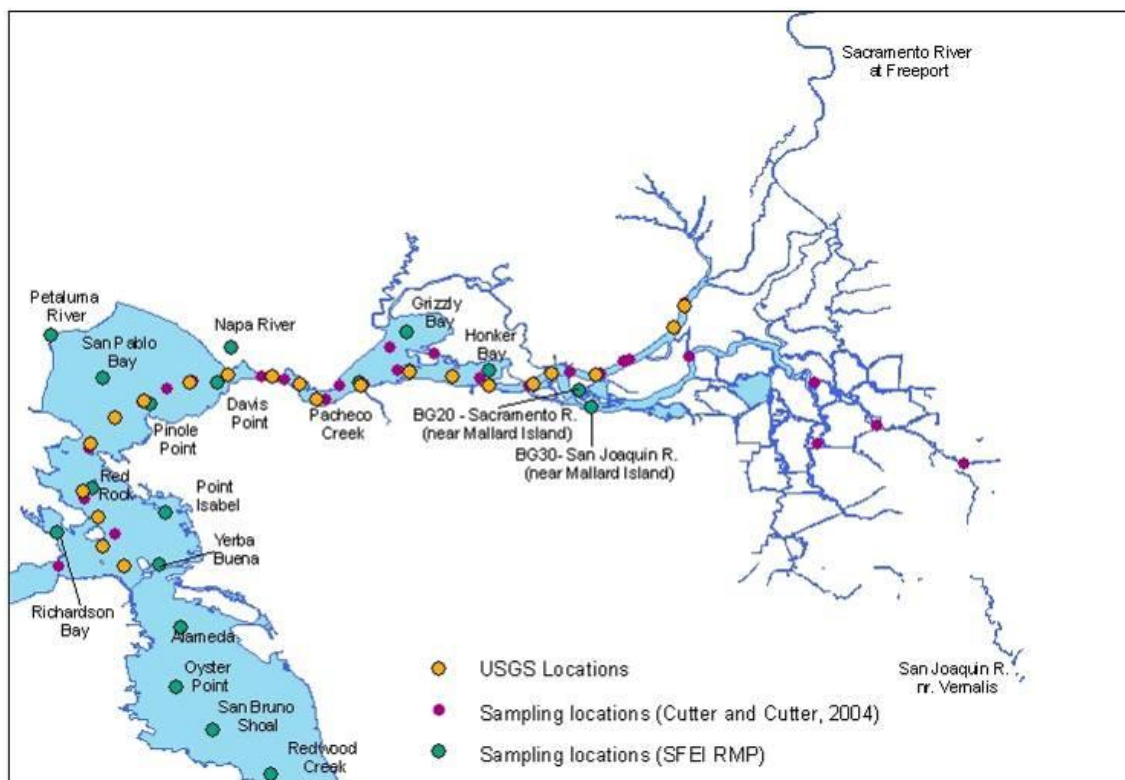 Sacramento River
at Freeport
Petaluma
River
San Pablo
Bay
Napa River
Grizzly
Bay
Honker
Bay
Davis
Point
Pinole
Point
Pacheco
Creek
BG20 - Sacramento R.
(near Mallard Island)
BG30- San Joaquin R.
(near Mallard Island)
Red
Rock
Point
Isabel
Yerba
Buena
Richardson
Bay
Alameda
Oyster
Point
San Bruno
Shoal
Redwood
Creek
USGS Locations
Sampling locations (Cutter and Cutter, 2004)
Sampling locations (SFEI RMP)
San Joaquin R.
nr. Vernalis